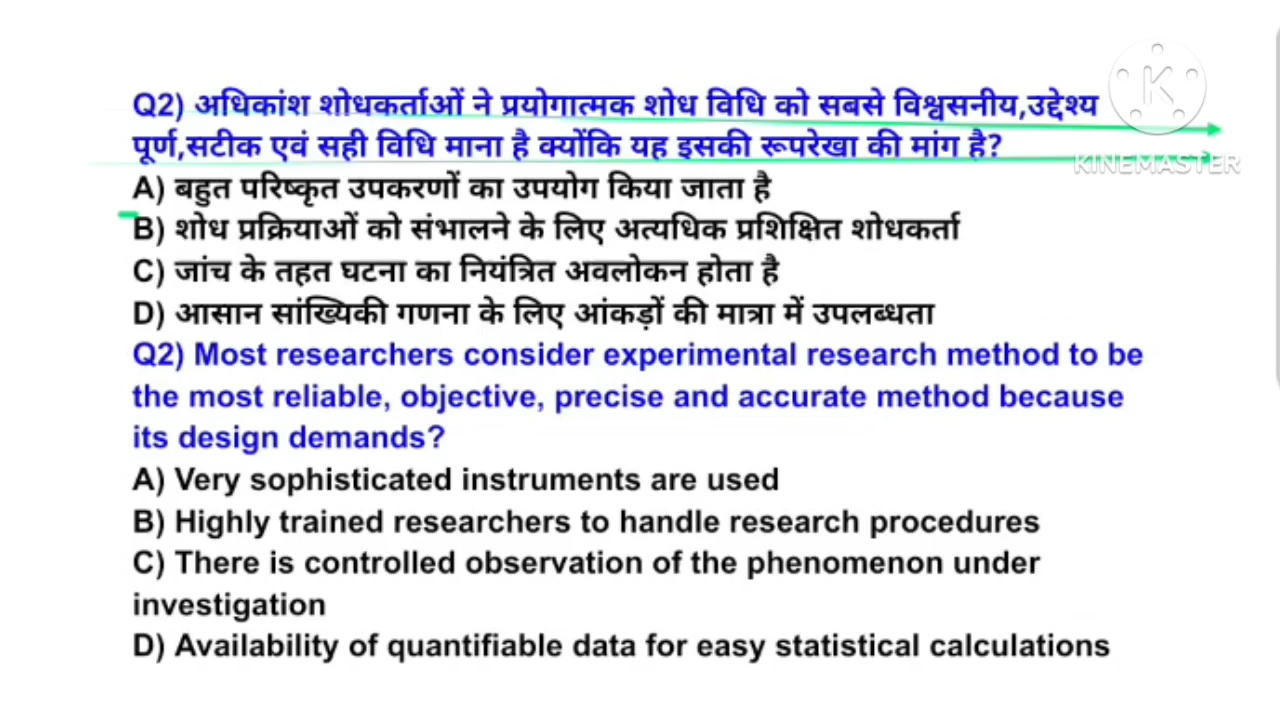 Q2) अधिकांश शोधकर्ताओं ने प्रयोगात्मक शोध विधि को सबसे विश्वसनीय,उद्देश्य
पूर्ण,सटीक एवं सही विधि माना है क्योंकि यह इसकी रूपरेखा की मांग है?
A) बहुत परिष्कृत उपकरणों का उपयोग किया जाता है
B) शोध प्रक्रियाओं को संभालने के लिए अत्यधिक प्रशिक्षित शोधकर्ता
C) जांच के तहत घटना का नियंत्रित अवलोकन होता है
D) आसान सांख्यिकी गणना के लिए आंकड़ों की मात्रा में उपलब्धता
Q2) Most researchers consider experimental research method to be
the most reliable, objective, precise and accurate method because
its design demands?
A) Very sophisticated instruments are used
B) Highly trained researchers to handle research procedures
C) There is controlled observation of the phenomenon under
investigation
D) Availability of quantifiable data for easy statistical calculations
K
KINEMASTER